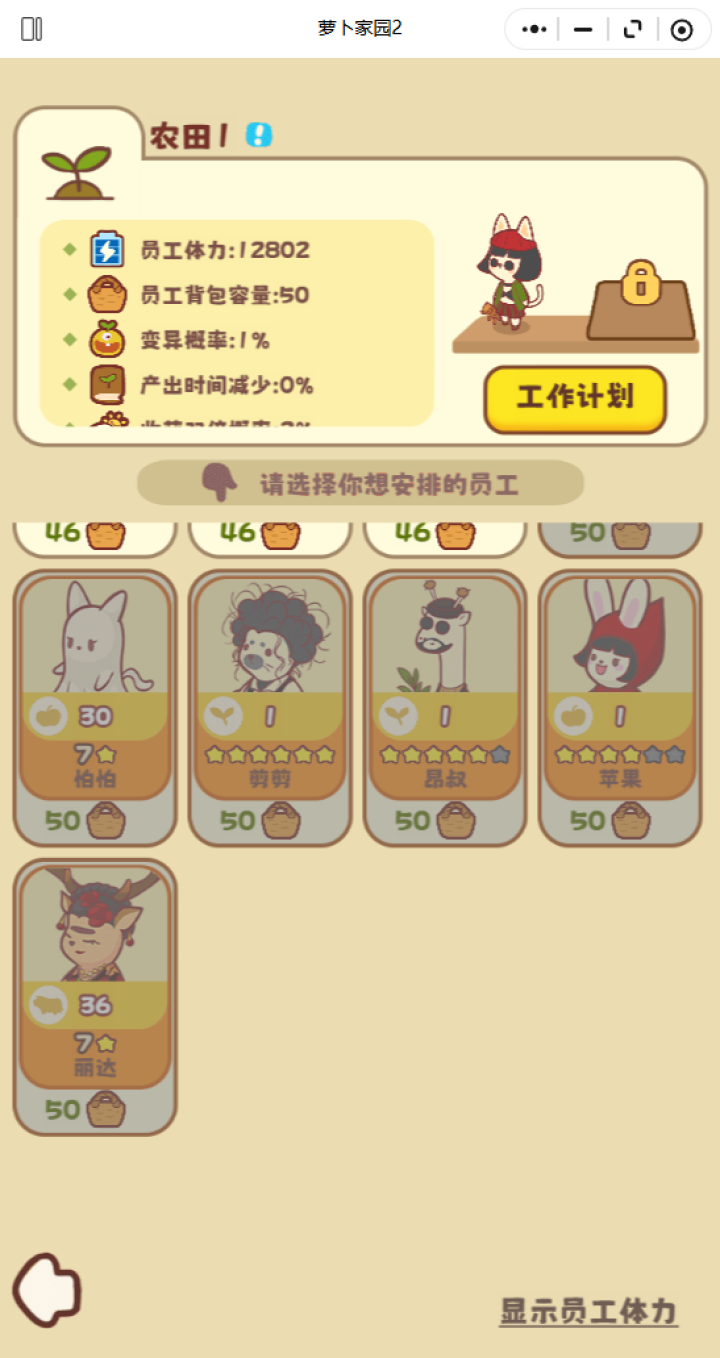 萝卜家园2
农田1
员工体力:12802
员工背包容量:50
变异概率:1%
产出时间减少:0%
工作计划
请选择你想安排的员工
46 46 46 50
30 1 1 1
7
怕怕 剪剪 昂叔 苹果
50 50 50 50
36
7
丽达
50
显示员工体力